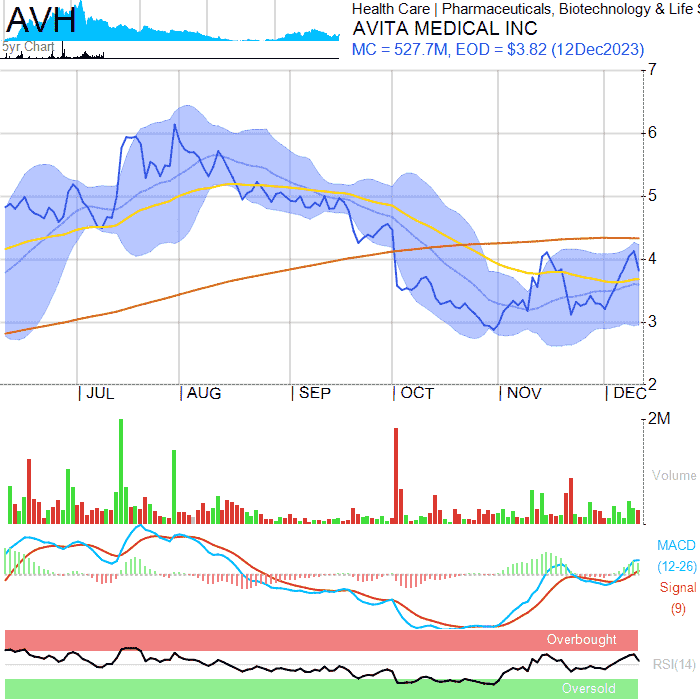 AVH
5yr Chart
Health Care | Pharmaceuticals, Biotechnology & Life S
AVITA MEDICAL INC
MC = 527.7M, EOD = $3.82 (12Dec2023)
7
6
5
4
3
2
| JUL | AUG | SEP | OCT | NOV | DEC
2M
Volume
MACD
(12-26)
Signal
(9)
Overbought
RSI(14)
Oversold